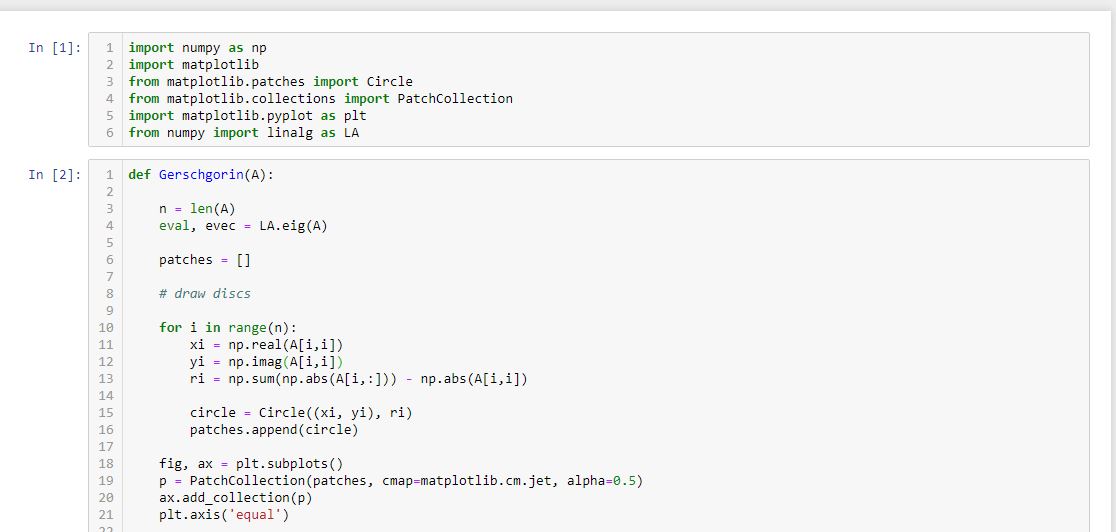 In [1]:
1 import numpy as np
2 import matplotlib
3 from matplotlib.patches import Circle
4 from matplotlib.collections import PatchCollection
5 import matplotlib.pyplot as plt
6 from numpy import linalg as LA
In [2]:
1 def Gerschgorin(A):
2
3     n = len(A)
4     eval, evec = LA.eig(A)
5
6     patches = []
7
8     # draw discs
9
10     for i in range(n):
11         xi = np.real(A[i,i])
12         yi = np.imag(A[i,i])
13         ri = np.sum(np.abs(A[i,:])) - np.abs(A[i,i])
14
15         circle = Circle((xi, yi), ri)
16         patches.append(circle)
17
18     fig, ax = plt.subplots()
19     p = PatchCollection(patches, cmap=matplotlib.cm.jet, alpha=0.5)
20     ax.add_collection(p)
21     plt.axis('equal')
22